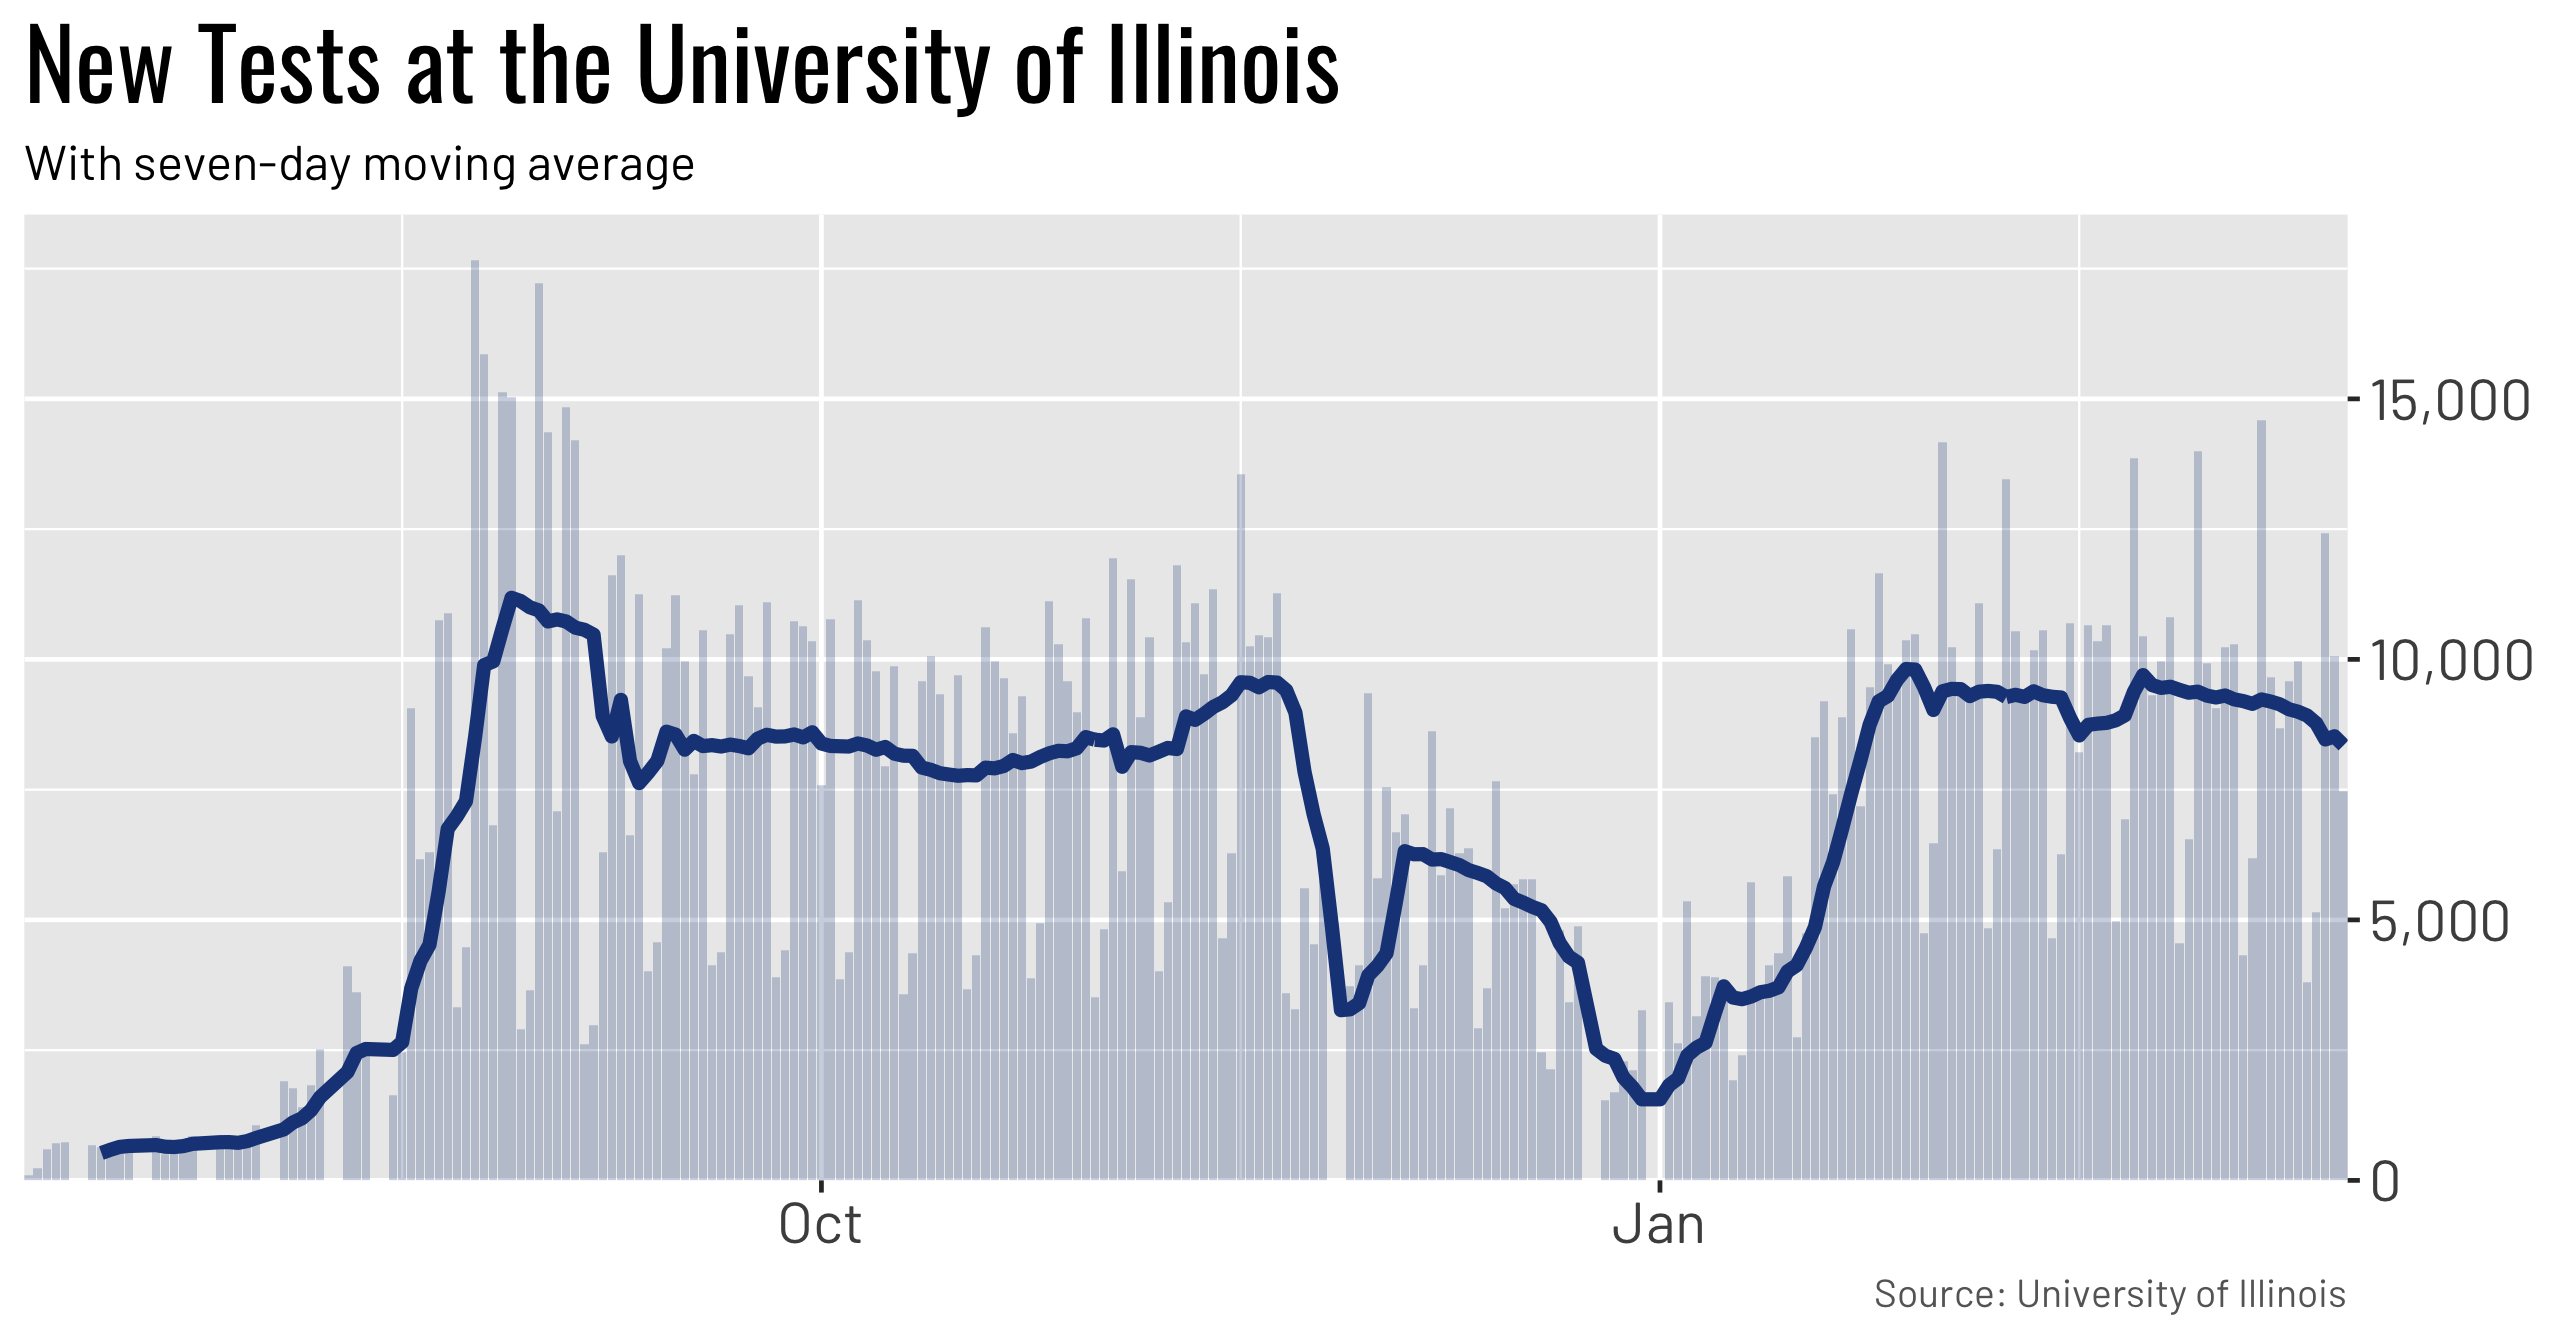 New Tests at the University of Illinois
With seven-day moving average
15,000
10,000
5,000
0
Oct
Jan
Source: University of Illinois